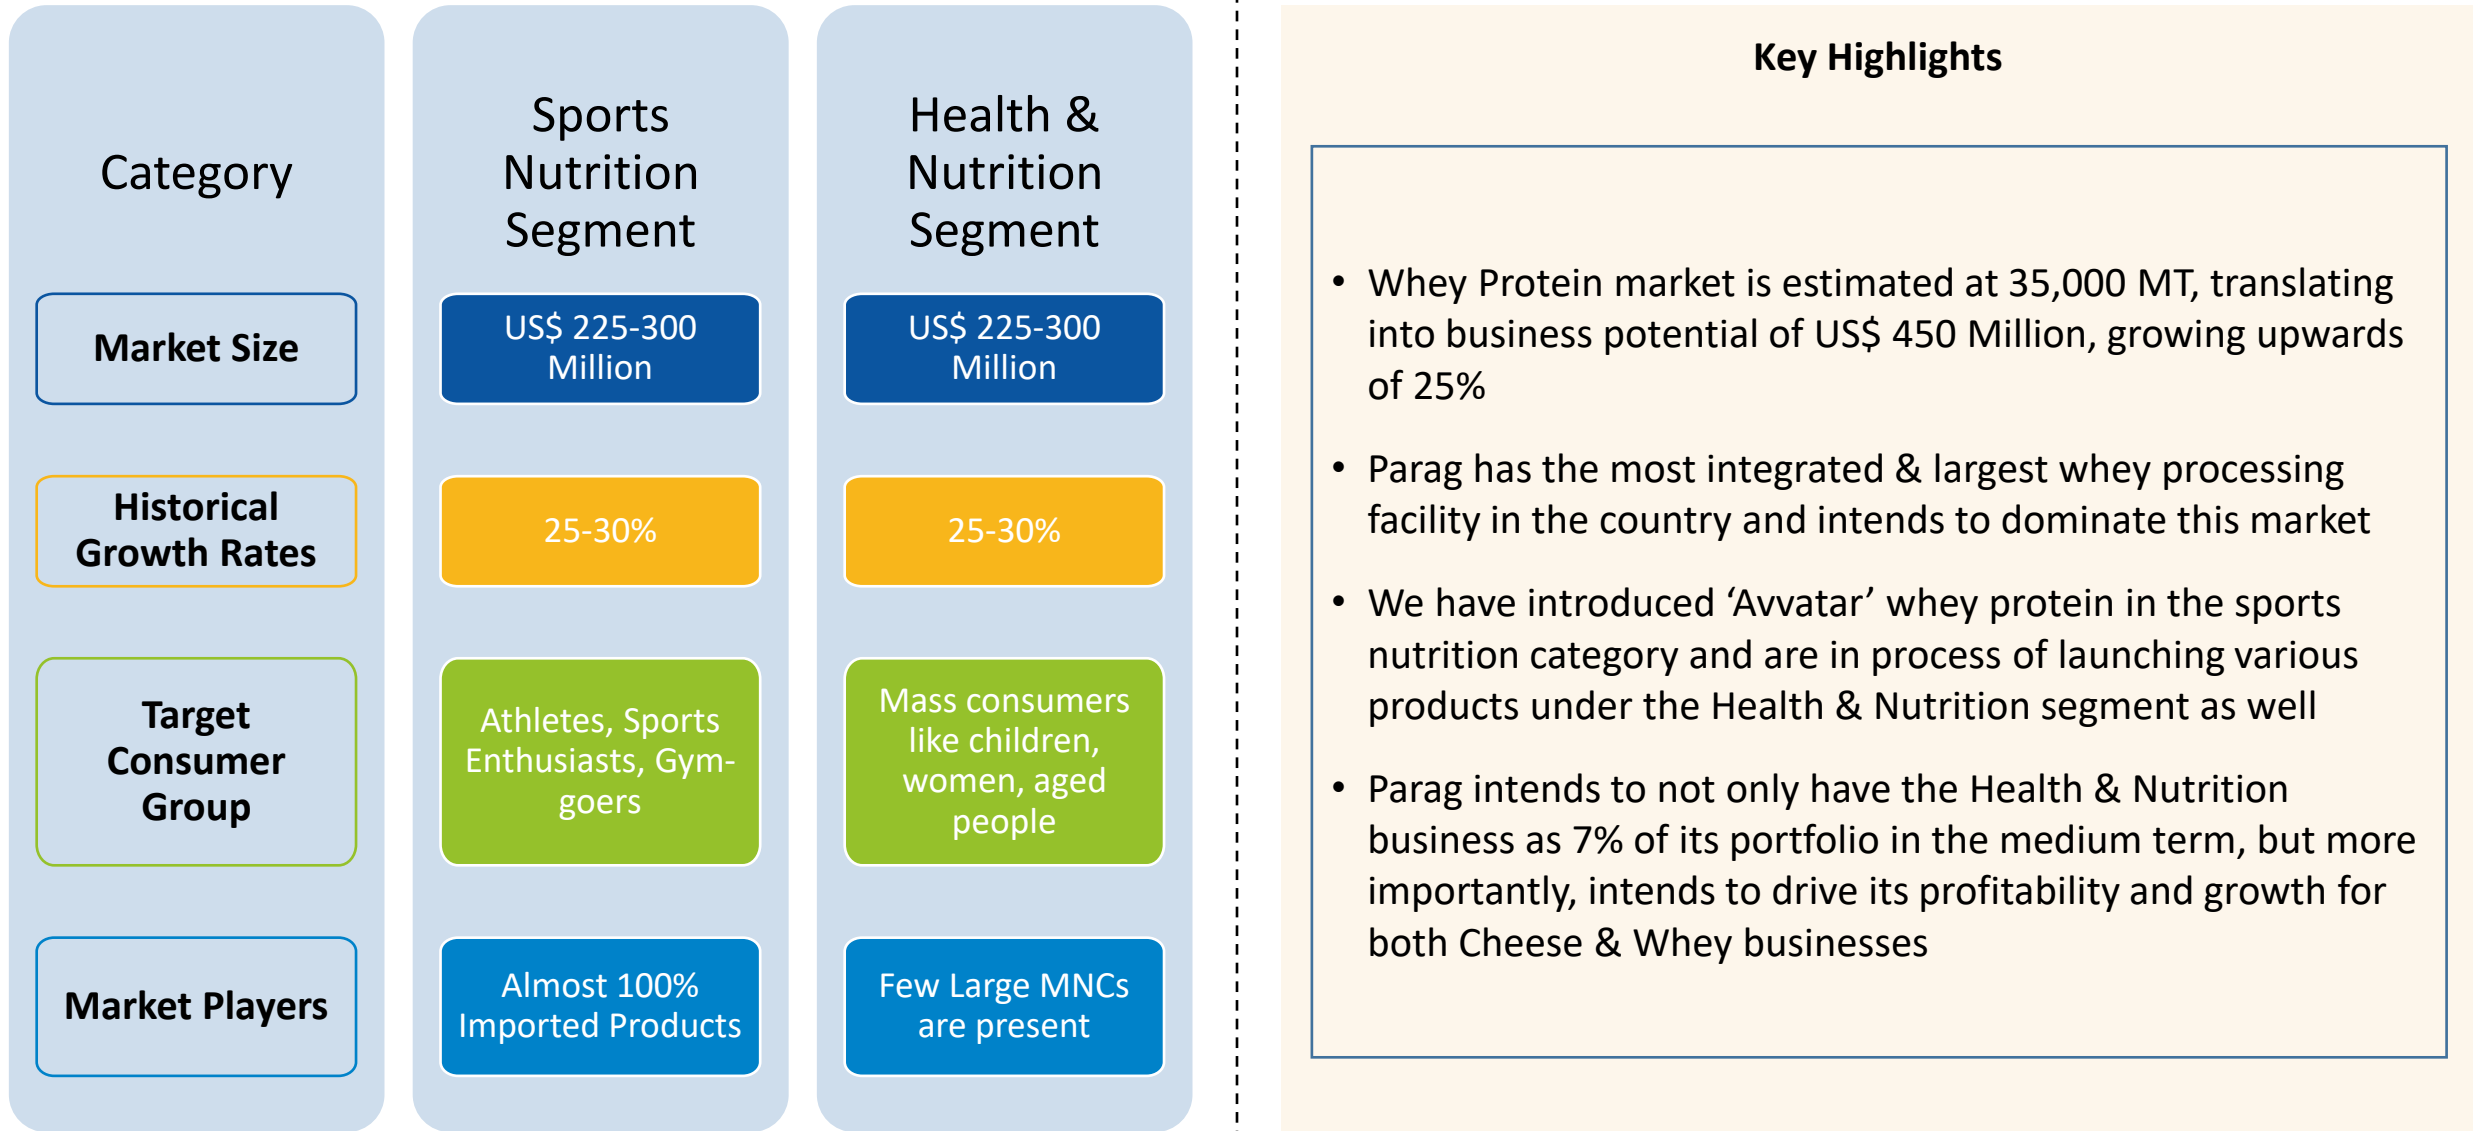 Category
Market Size
Historical
Growth Rates
Target
Consumer
Group
Market Players
Sports
Nutrition
Segment
US$ 225-300
Million
25-30%
Athletes, Sports
Enthusiasts, Gym-
goers
Almost 100%
Imported Products
Health &
Nutrition
Segment
US$ 225-300
Million
25-30%
Mass consumers
like children,
women, aged
people
Few Large MNCs
are present
Key Highlights
• Whey Protein market is estimated at 35,000 MT, translating
into business potential of US$ 450 Million, growing upwards
of 25%
• Parag has the most integrated & largest whey processing
facility in the country and intends to dominate this market
• We have introduced ‘Avvatar’ whey protein in the sports
nutrition category and are in process of launching various
products under the Health & Nutrition segment as well
• Parag intends to not only have the Health & Nutrition
business as 7% of its portfolio in the medium term, but more
importantly, intends to drive its profitability and growth for
both Cheese & Whey businesses